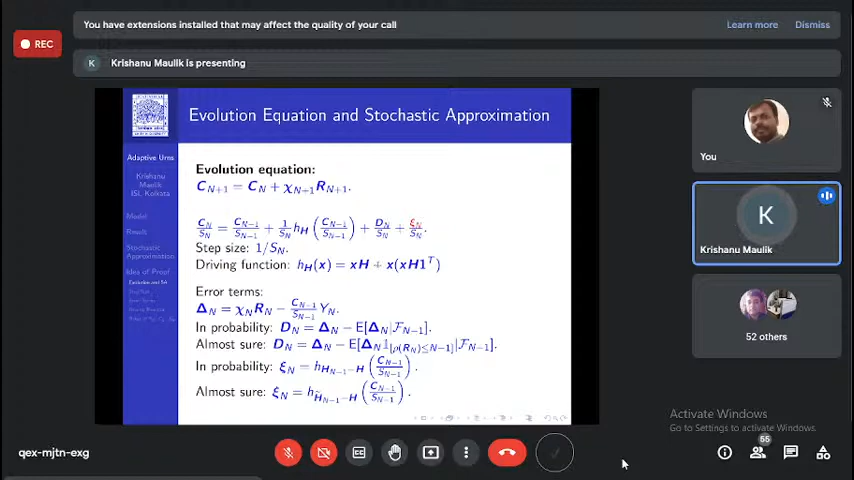 You have extensions installed that may affect the quality of your call
Learn more
Dismiss
REC
K
Krishanu Maulik is presenting
Evolution Equation and Stochastic Approximation
Adaptive Urns
Krishanu
Maulik
ISI, Kolkata
Model
Result
Stochastic
Approximation
Idea of Proof
Evolution equation:
C_{N+1} = C_N + χ_{N+1} R_{N+1}.
C_N/S_N = C_{N-1}/S_{N-1} + 1/S_N h_H (C_{N-1}/S_{N-1}) + D_N/S_N + ξ_N/S_N.
Step size: 1/S_N.
Driving function: h_H(x) = xH + x(xH1^T)
Error terms:
Δ_N = χ_N R_N − C_{N-1}/S_{N-1} Y_N.
In probability: D_N = Δ_N − E[Δ_N|F_{N-1}].
Almost sure: D_N = Δ_N − E[Δ_N 1_{[ρ(R_N)≤N−1]}|F_{N-1}].
In probability: ξ_N = h_{H_{N-1}−H} (C_{N-1}/S_{N-1}).
Almost sure: ξ_N = h_{H̃_{N-1}−H} (C_{N-1}/S_{N-1}).
You
K
Krishanu Maulik
52 others
Activate Windows
Go to Settings to activate Windows.
qex-mjtn-exg
55